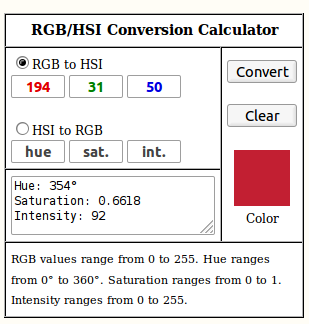 RGB/HSI Conversion Calculator
RGB to HSI
194 31 50
HSI to RGB
hue sat. int.
Convert
Clear
Hue: 354°
Saturation: 0.6618
Intensity: 92
Color
RGB values range from 0 to 255. Hue ranges
from 0° to 360°. Saturation ranges from 0 to 1.
Intensity ranges from 0 to 255.